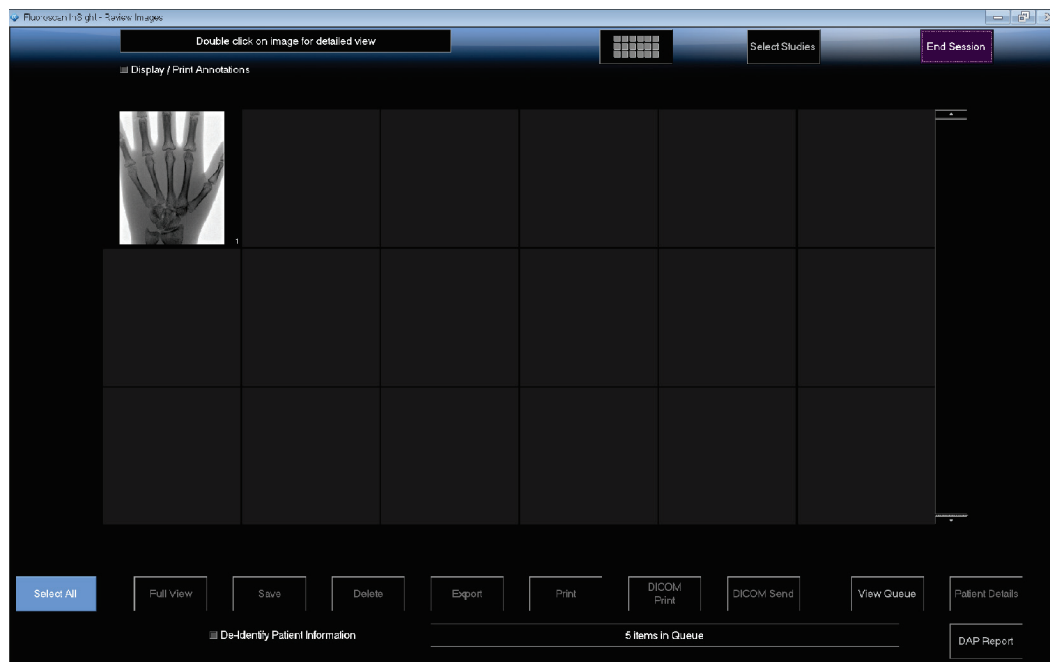 Fluoroscan InSight - Review Images
Double click on image for detailed view
Select Studies
End Session
Display / Print Annotations
1
Select All
Full View
Save
Delete
Export
Print
DICOM
Print
DICOM Send
View Queue
Patient Details
De-Identify Patient Information
5 items in Queue
DAP Report